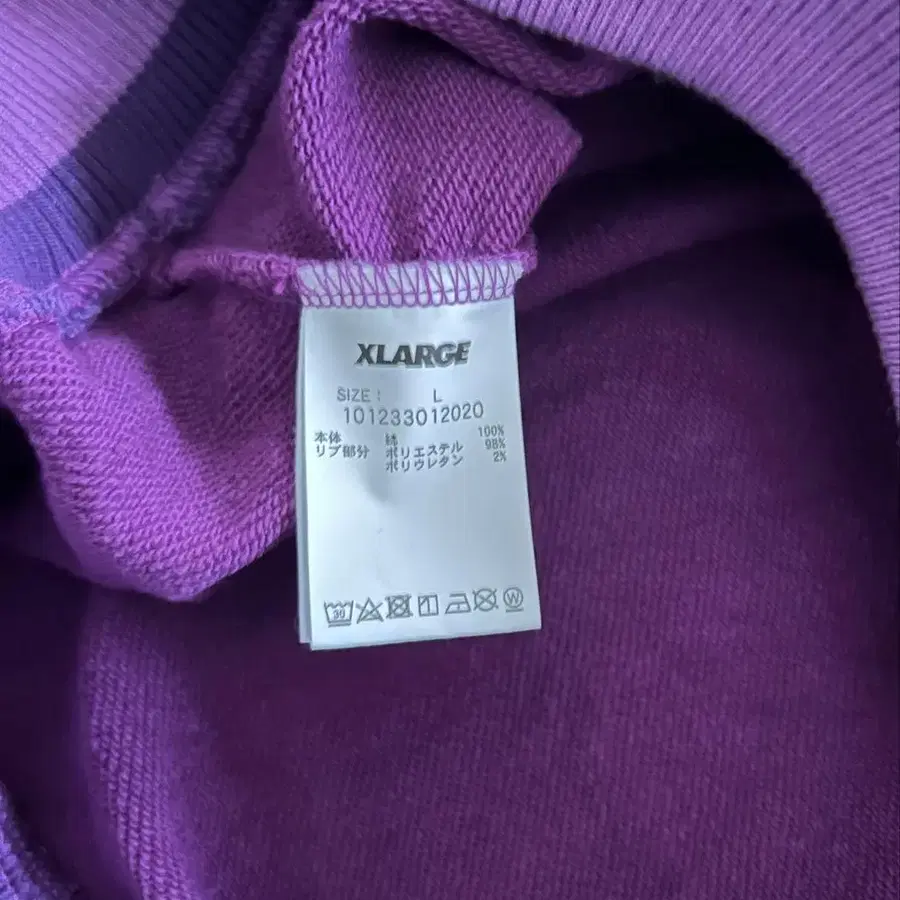 XLARGE
SIZE : L
101233012020
本体 綿 100%
リブ部分 ポリエステル 98%
ポリウレタン 2%
30 W